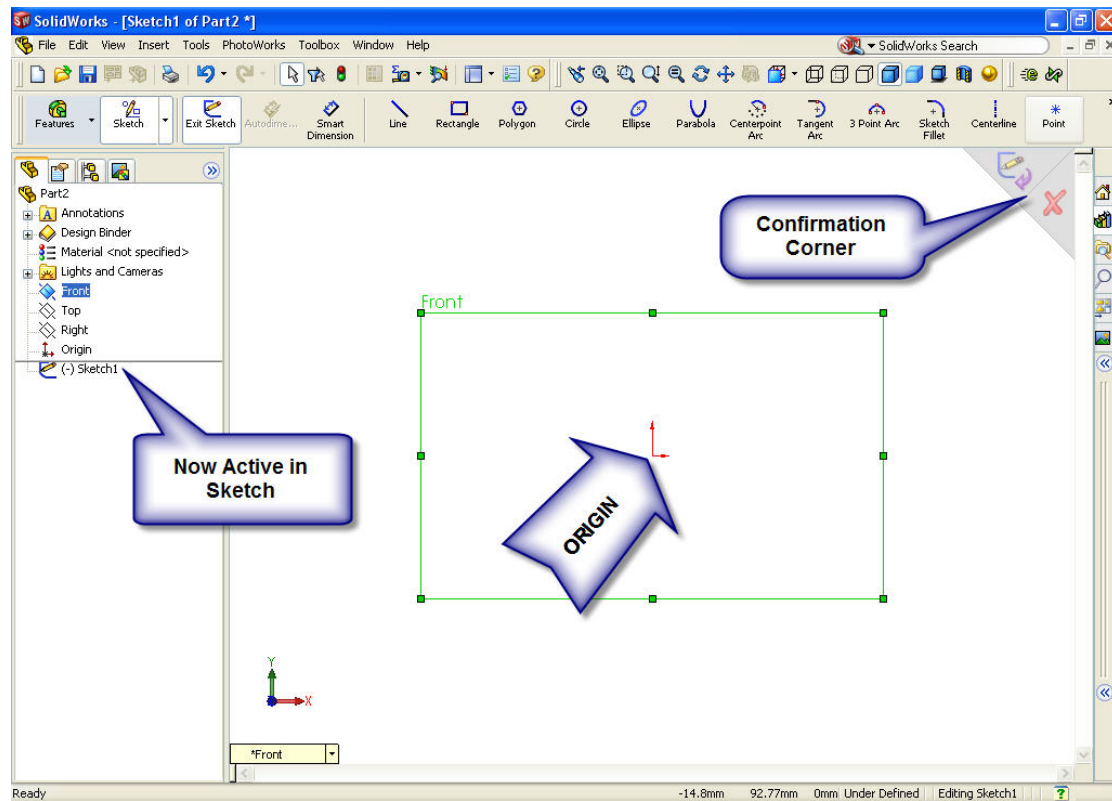 SolidWorks - [Sketch1 of Part2 *]
File Edit View Insert Tools PhotoWorks Toolbox Window Help SolidWorks Search
Features Sketch Exit Sketch Autodime... Smart Dimension Line Rectangle Polygon Circle Ellipse Parabola Centerpoint Arc Tangent Arc 3 Point Arc Sketch Fillet Centerline Point
Part2
Annotations
Design Binder
Material <not specified>
Lights and Cameras
Front
Top
Right
Origin
(-) Sketch1
Now Active in
Sketch
Confirmation
Corner
Front
ORIGIN
Y
X
*Front
Ready -14.8mm 92.77mm 0mm Under Defined Editing Sketch1